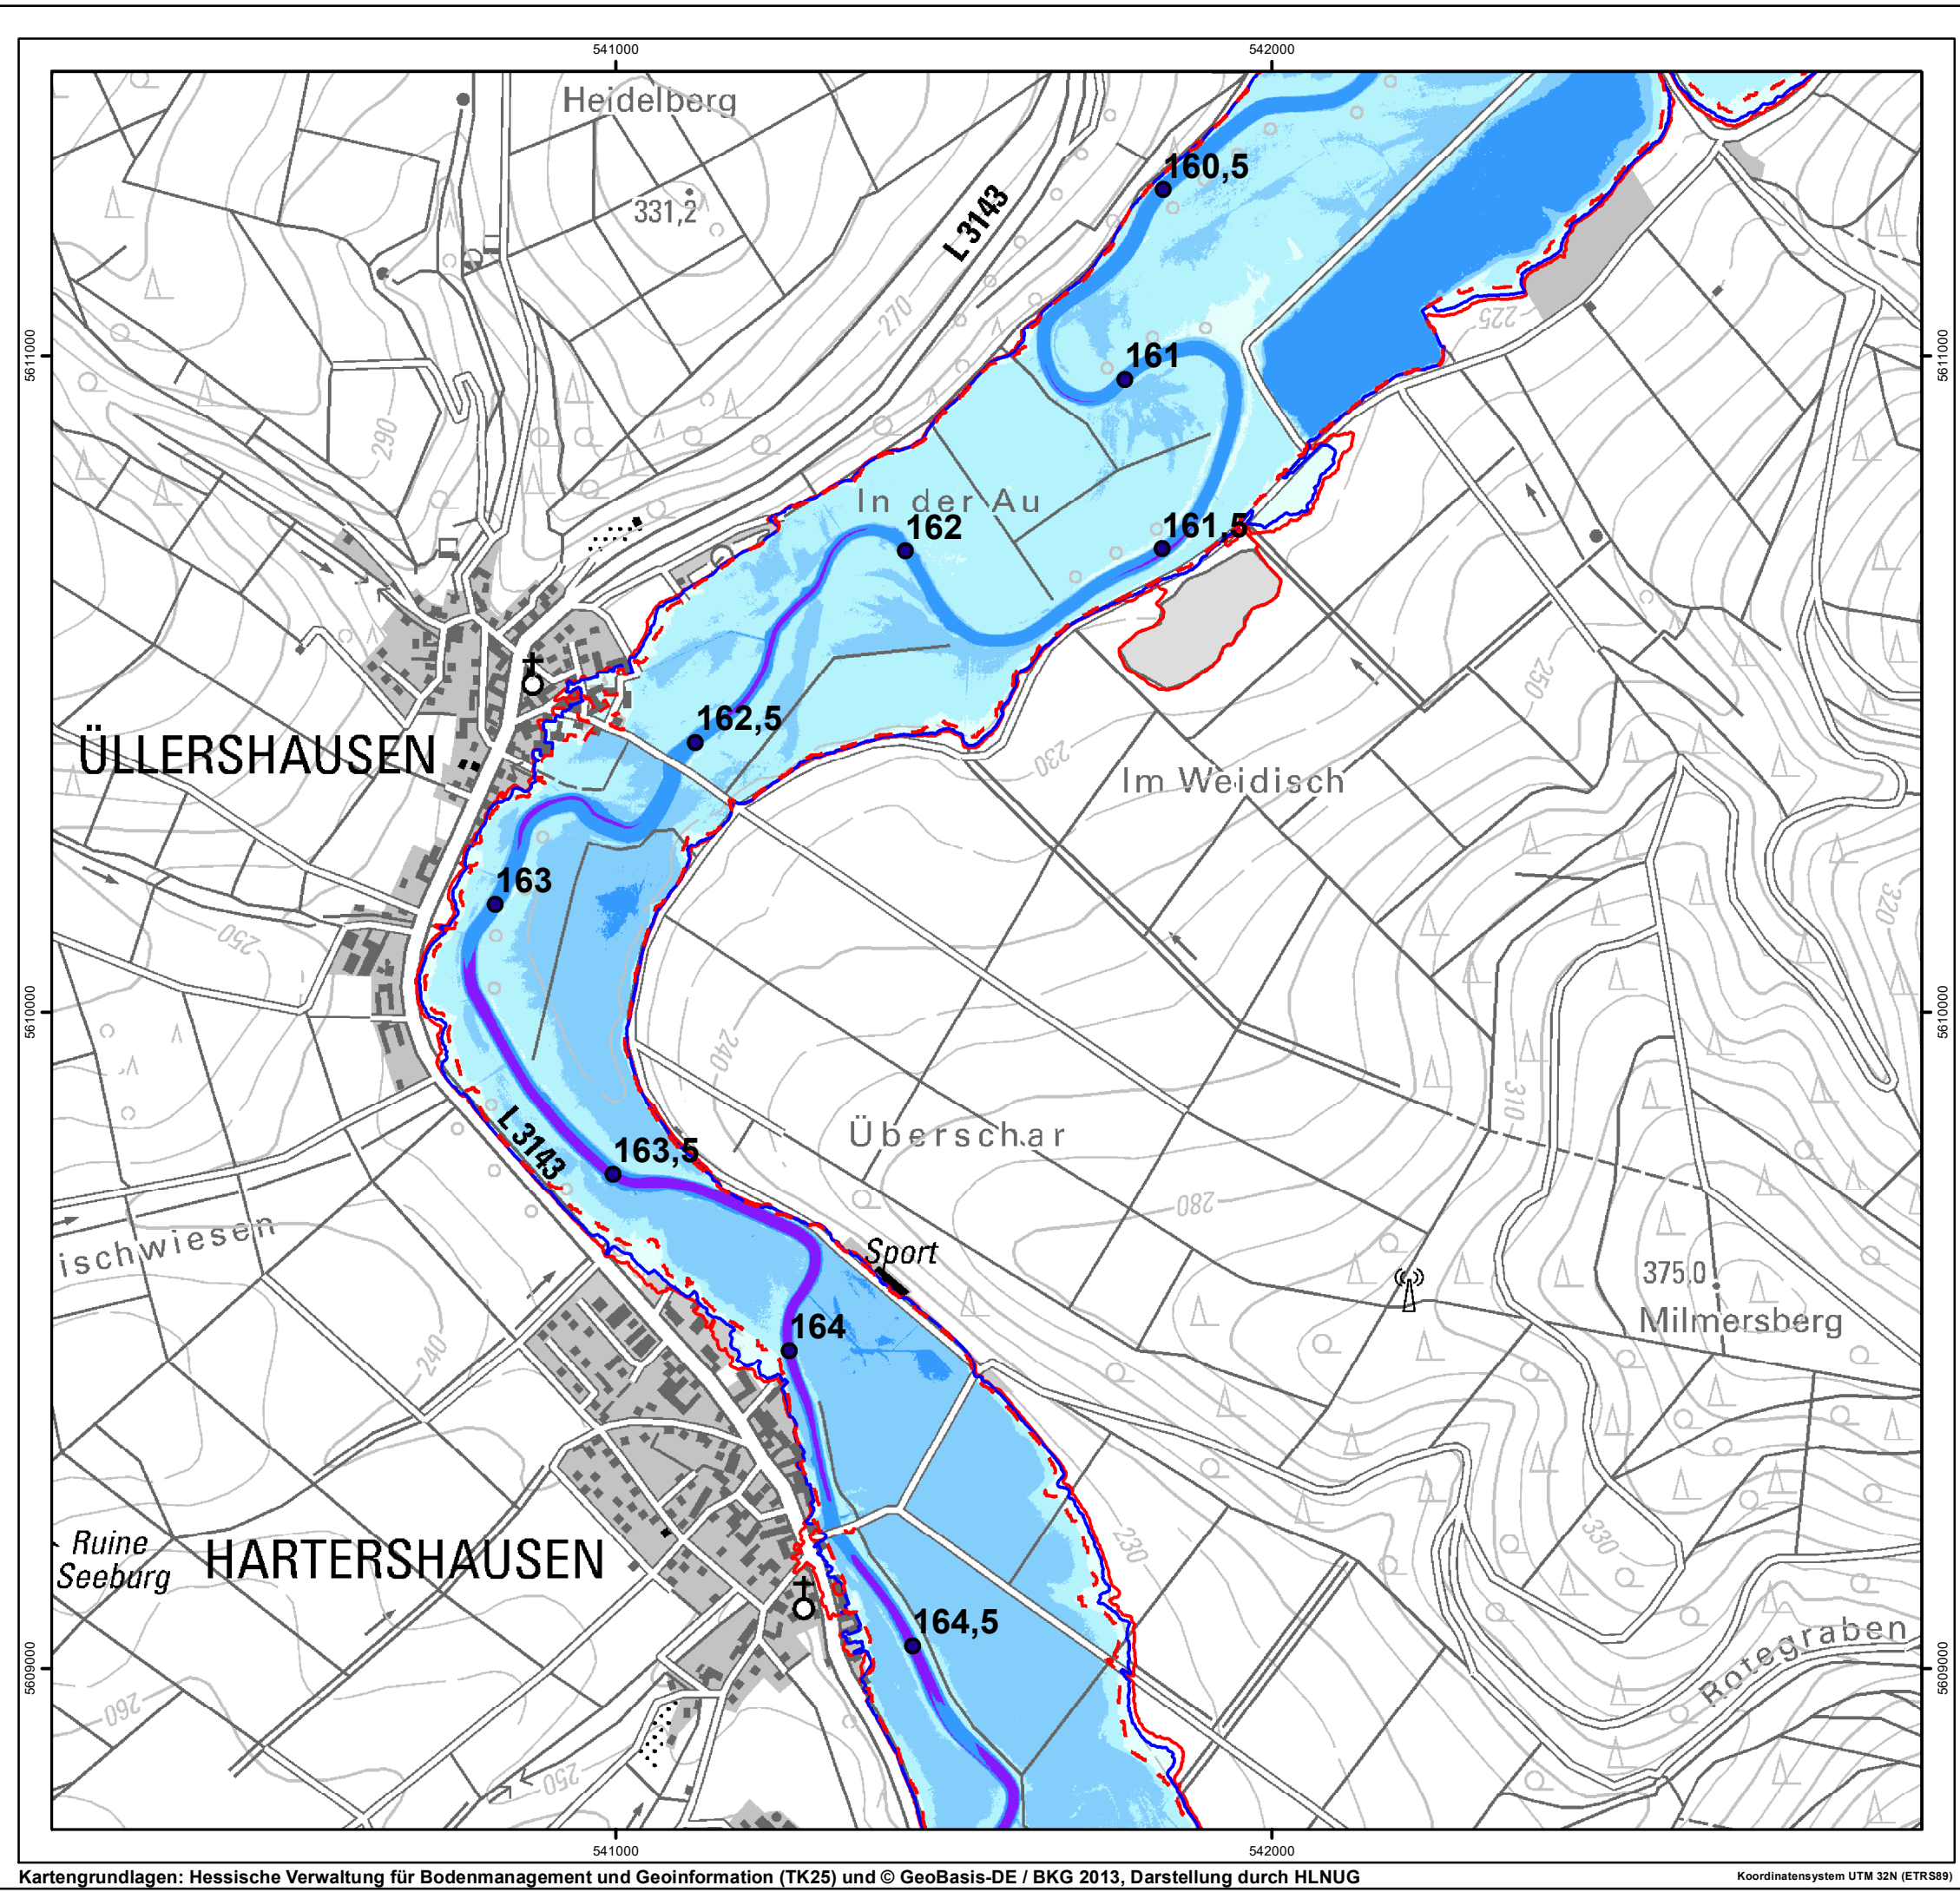 541000
542000
Heidelberg
331,2
L 3143
160,5
270
225
5611000
5611000
161
290
In der Au
162
161,5
250
ÜLLERSHAUSEN
162,5
230
Im Weidisch
163
320
250
5610000
5610000
240
310
L 3143
163,5
Überschar
280
ischwiesen
Sport
375.0
Milmersberg
164
240
230
330
Ruine
Seeburg
HARTERSHAUSEN
164,5
Rotegraben
5609000
5609000
260
250
541000
542000
Kartengrundlagen: Hessische Verwaltung für Bodenmanagement und Geoinformation (TK25) und © GeoBasis-DE / BKG 2013, Darstellung durch HLNUG
Koordinatensystem UTM 32N (ETRS89)